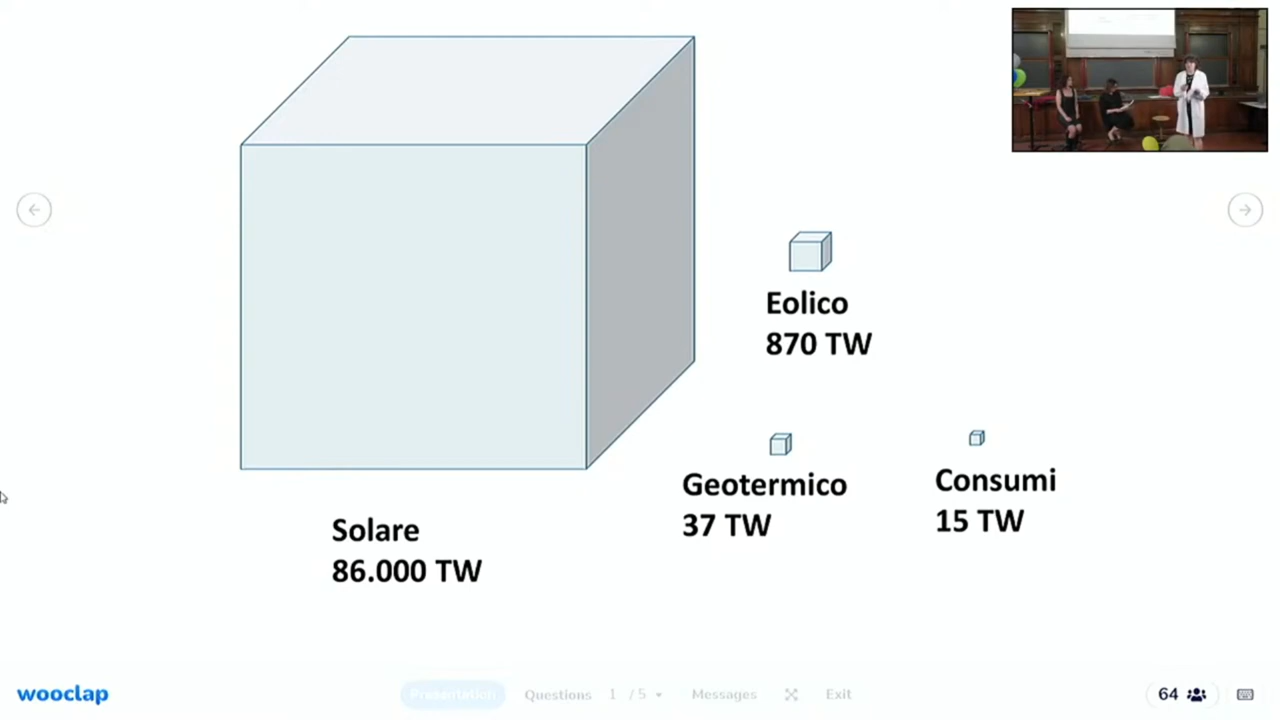 Eolico
870 TW
Geotermico
37 TW
Consumi
15 TW
Solare
86.000 TW
wooclap
Presentation
Questions
1 / 5
Messages
Exit
64